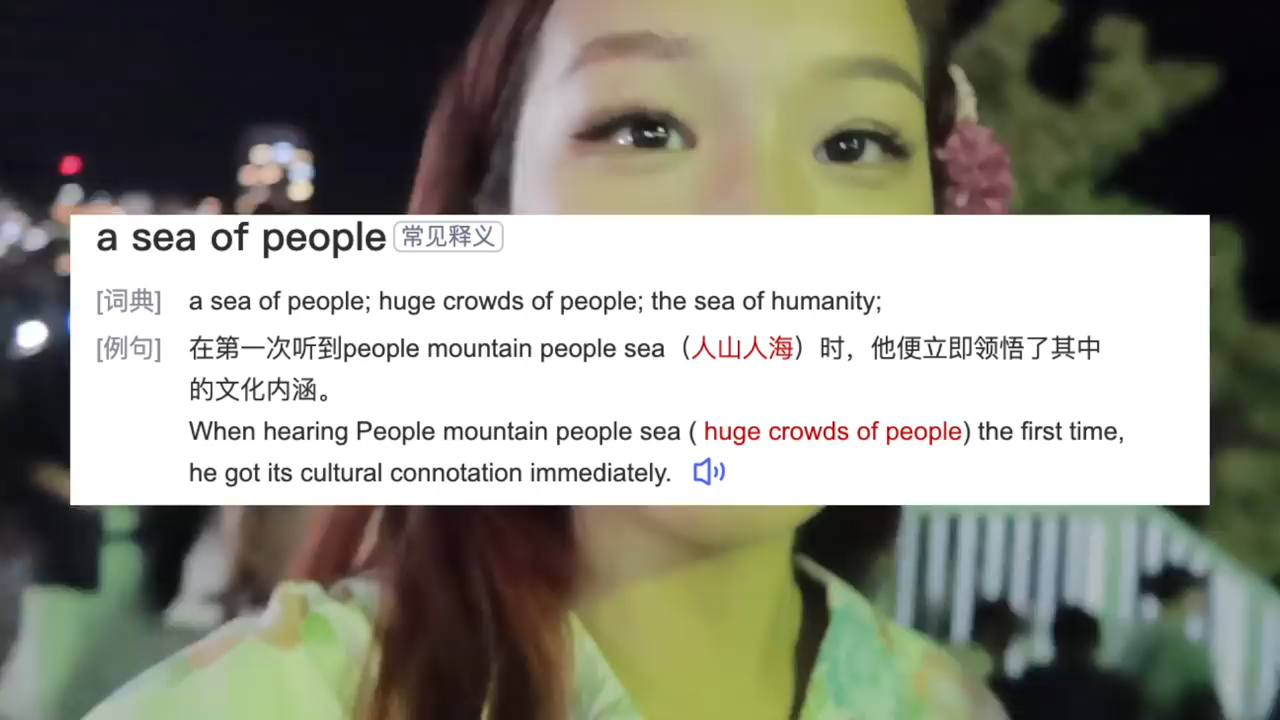 a sea of people 常见释义
[词典] a sea of people; huge crowds of people; the sea of humanity;
[例句] 在第一次听到people mountain people sea（人山人海）时，他便立即领悟了其中
的文化内涵。
When hearing People mountain people sea ( huge crowds of people) the first time,
he got its cultural connotation immediately.